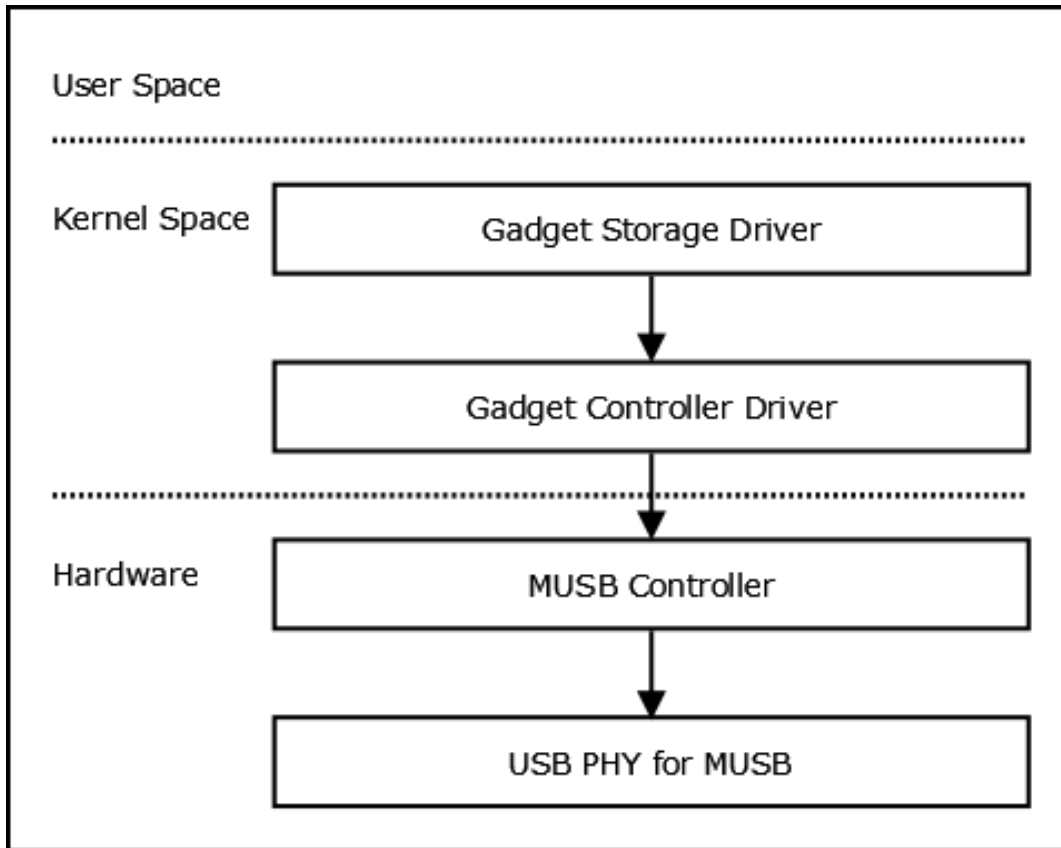 User Space
Kernel Space
Gadget Storage Driver
Gadget Controller Driver
Hardware
MUSB Controller
USB PHY for MUSB